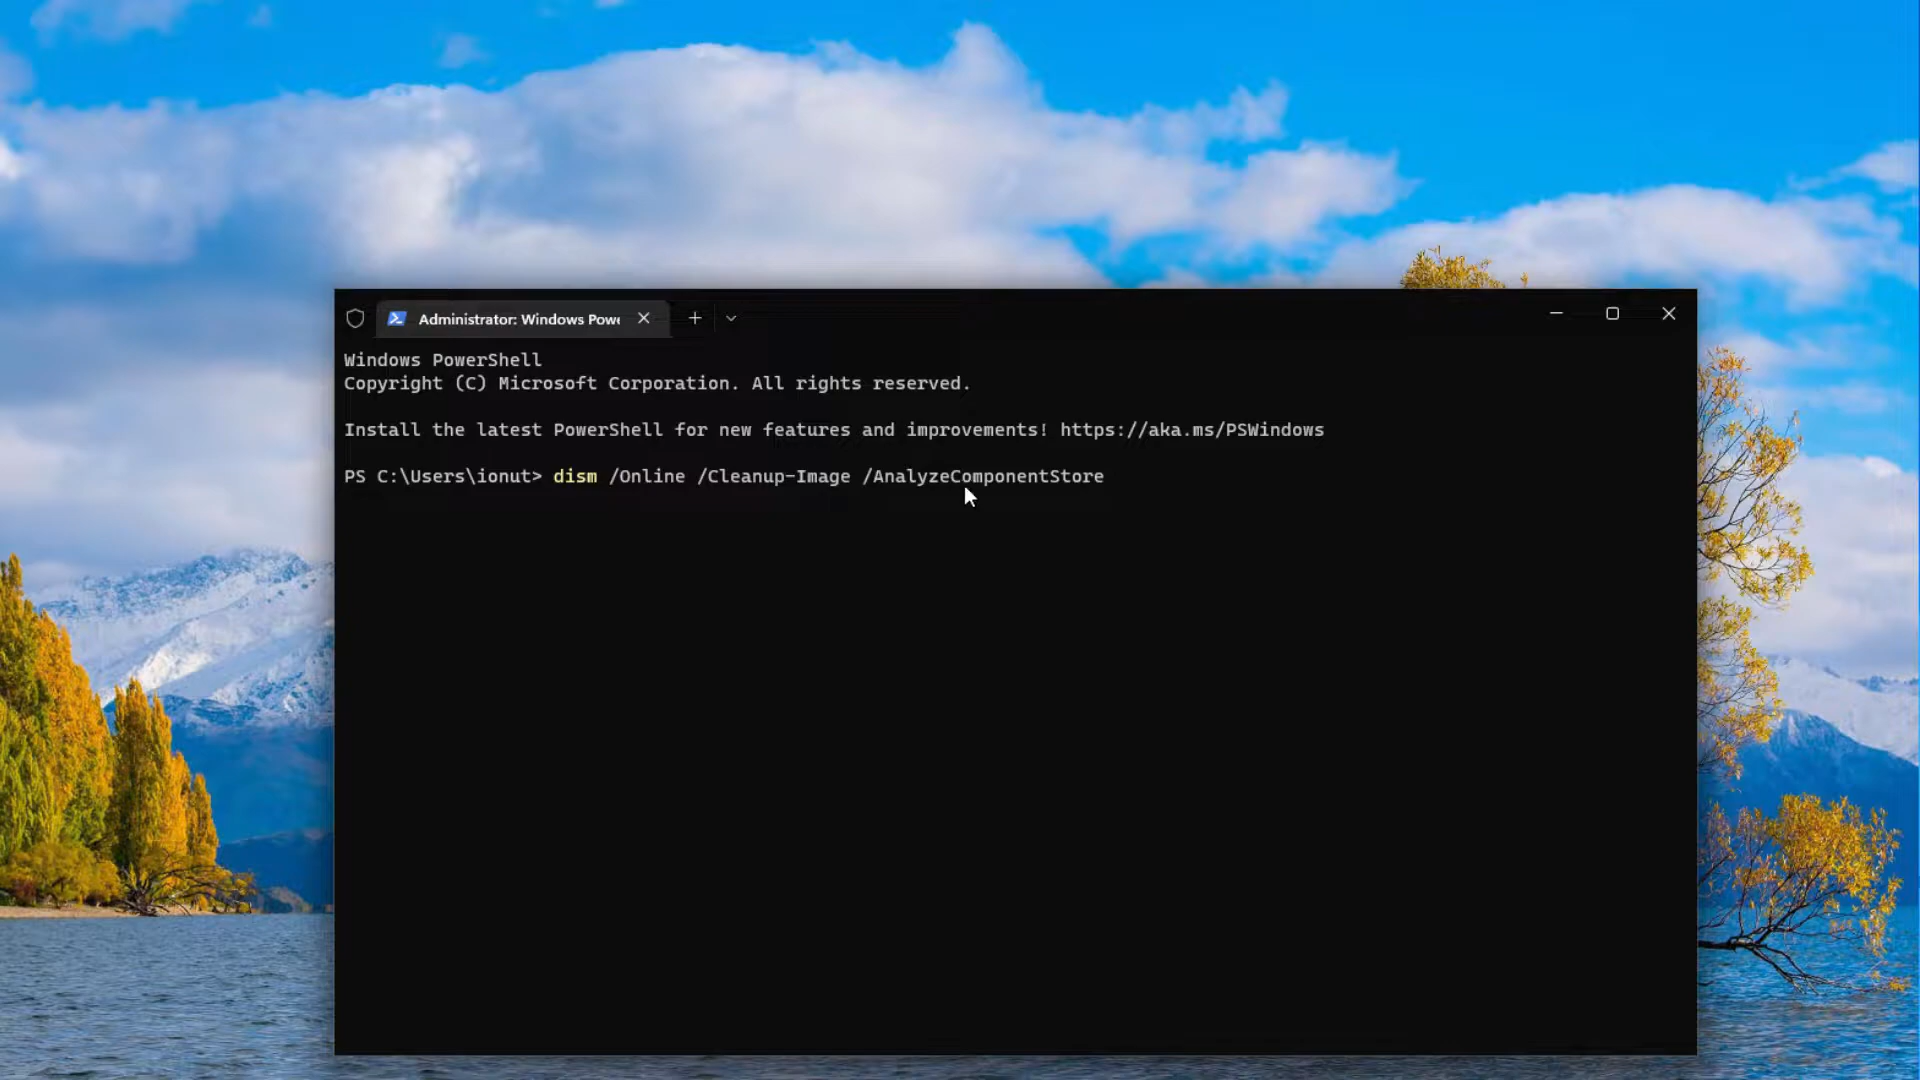 Administrator: Windows Powe
Windows PowerShell
Copyright (C) Microsoft Corporation. All rights reserved.
Install the latest PowerShell for new features and improvements! https://aka.ms/PSWindows
PS C:\Users\ionut> dism /Online /Cleanup-Image /AnalyzeComponentStore